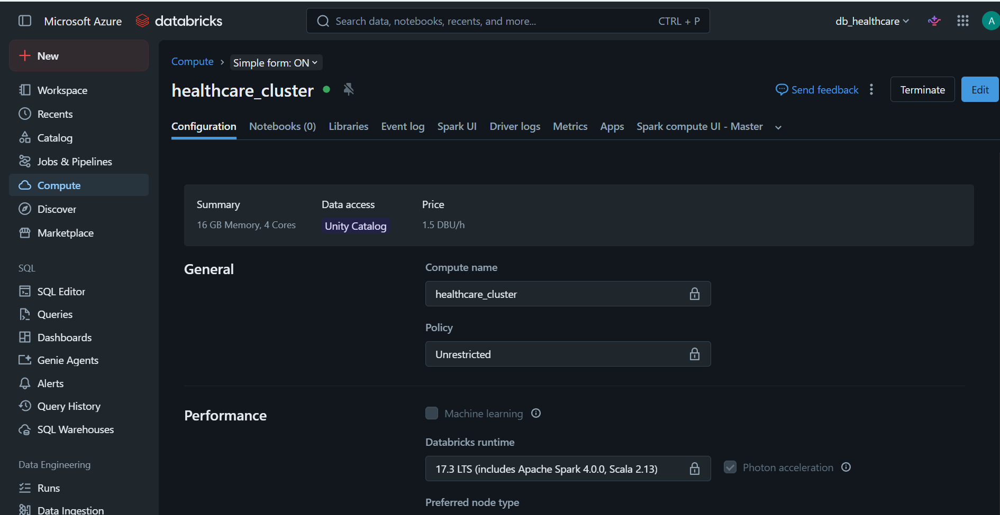 Microsoft Azure databricks Search data, notebooks, recents, and more... CTRL + P db_healthcare A
New
Workspace
Recents
Catalog
Jobs & Pipelines
Compute
Discover
Marketplace
SQL
SQL Editor
Queries
Dashboards
Genie Agents
Alerts
Query History
SQL Warehouses
Data Engineering
Runs
Data Ingestion
Compute › Simple form: ON
healthcare_cluster Send feedback Terminate Edit
Configuration Notebooks (0) Libraries Event log Spark UI Driver logs Metrics Apps Spark compute UI - Master
Summary Data access Price
16 GB Memory, 4 Cores Unity Catalog 1.5 DBU/h
General
Compute name
healthcare_cluster
Policy
Unrestricted
Performance
Machine learning
Databricks runtime
17.3 LTS (includes Apache Spark 4.0.0, Scala 2.13) Photon acceleration
Preferred node type